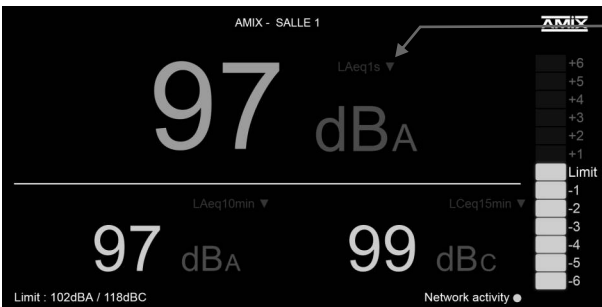 AMIX - SALLE 1
AMIX
LAeq1s ▼
97 dBA
+6
+5
+4
+3
+2
+1
Limit
-1
-2
-3
-4
-5
-6
LAeq10min ▼
97 dBA
LCeq15min ▼
99 dBC
Limit : 102dBA / 118dBC
Network activity